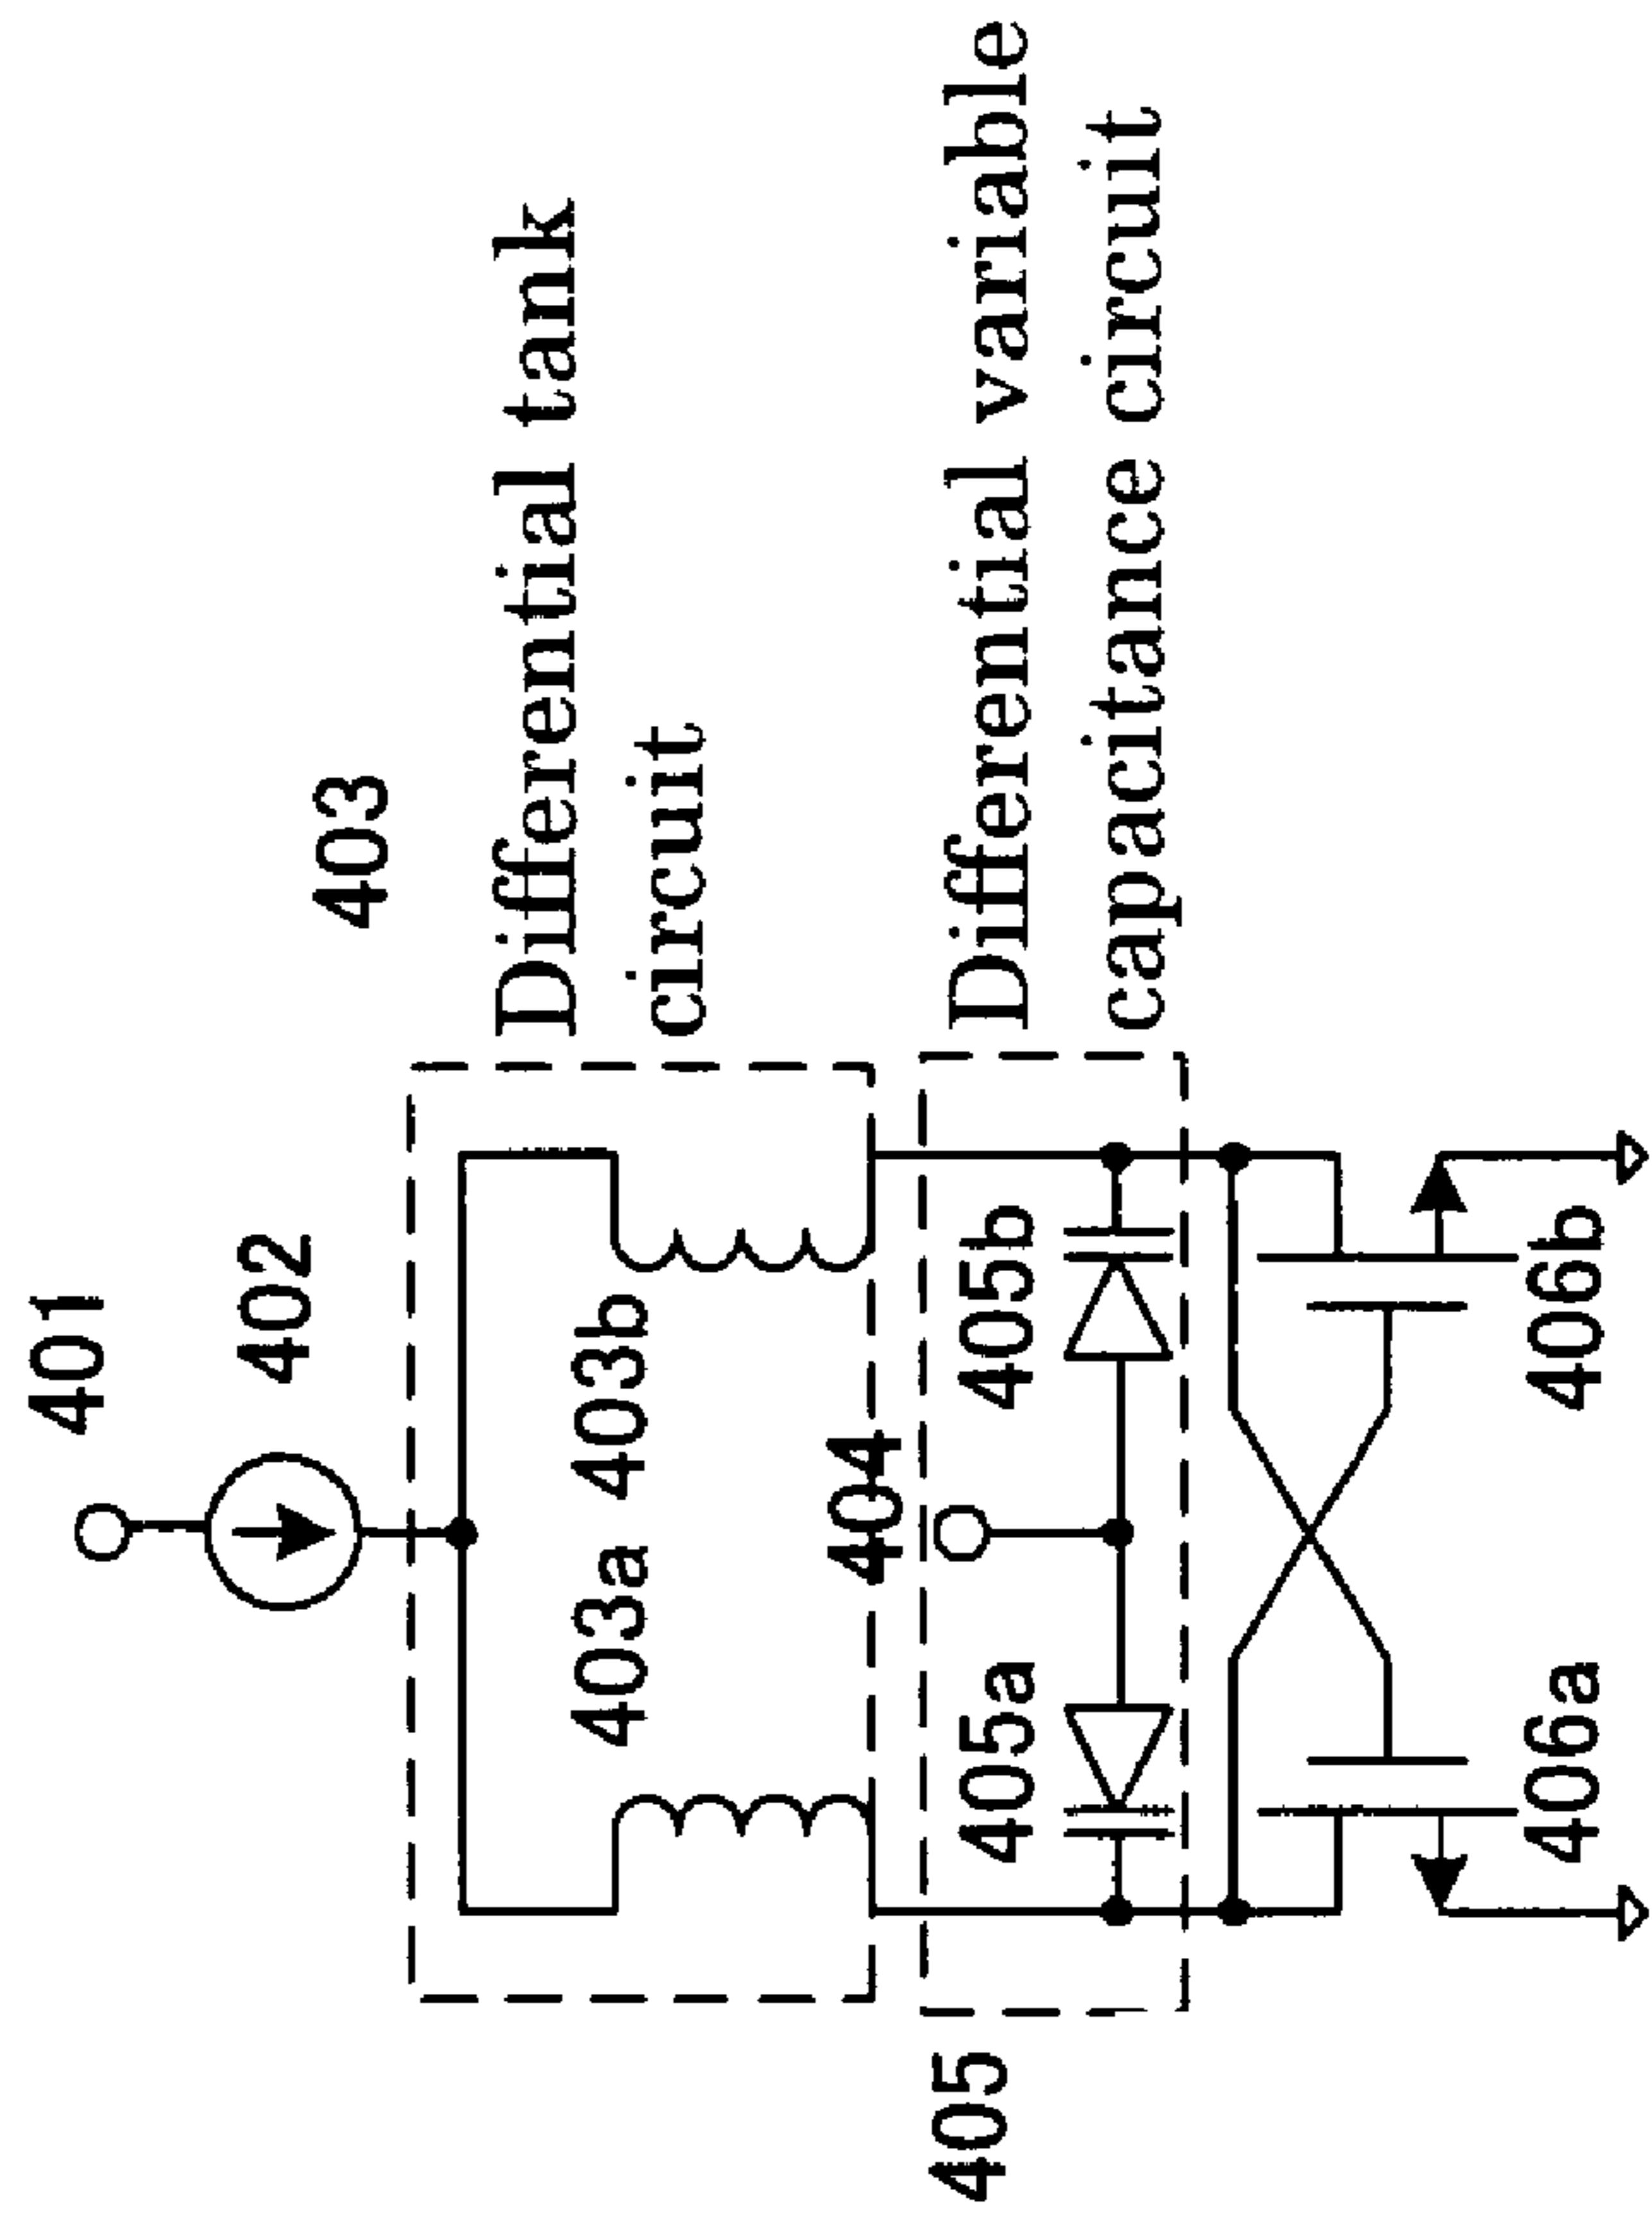 401
402
403
Differential tank
circuit
403a 403b
404
405
405a 405b
Differential variable
capacitance circuit
406a 406b